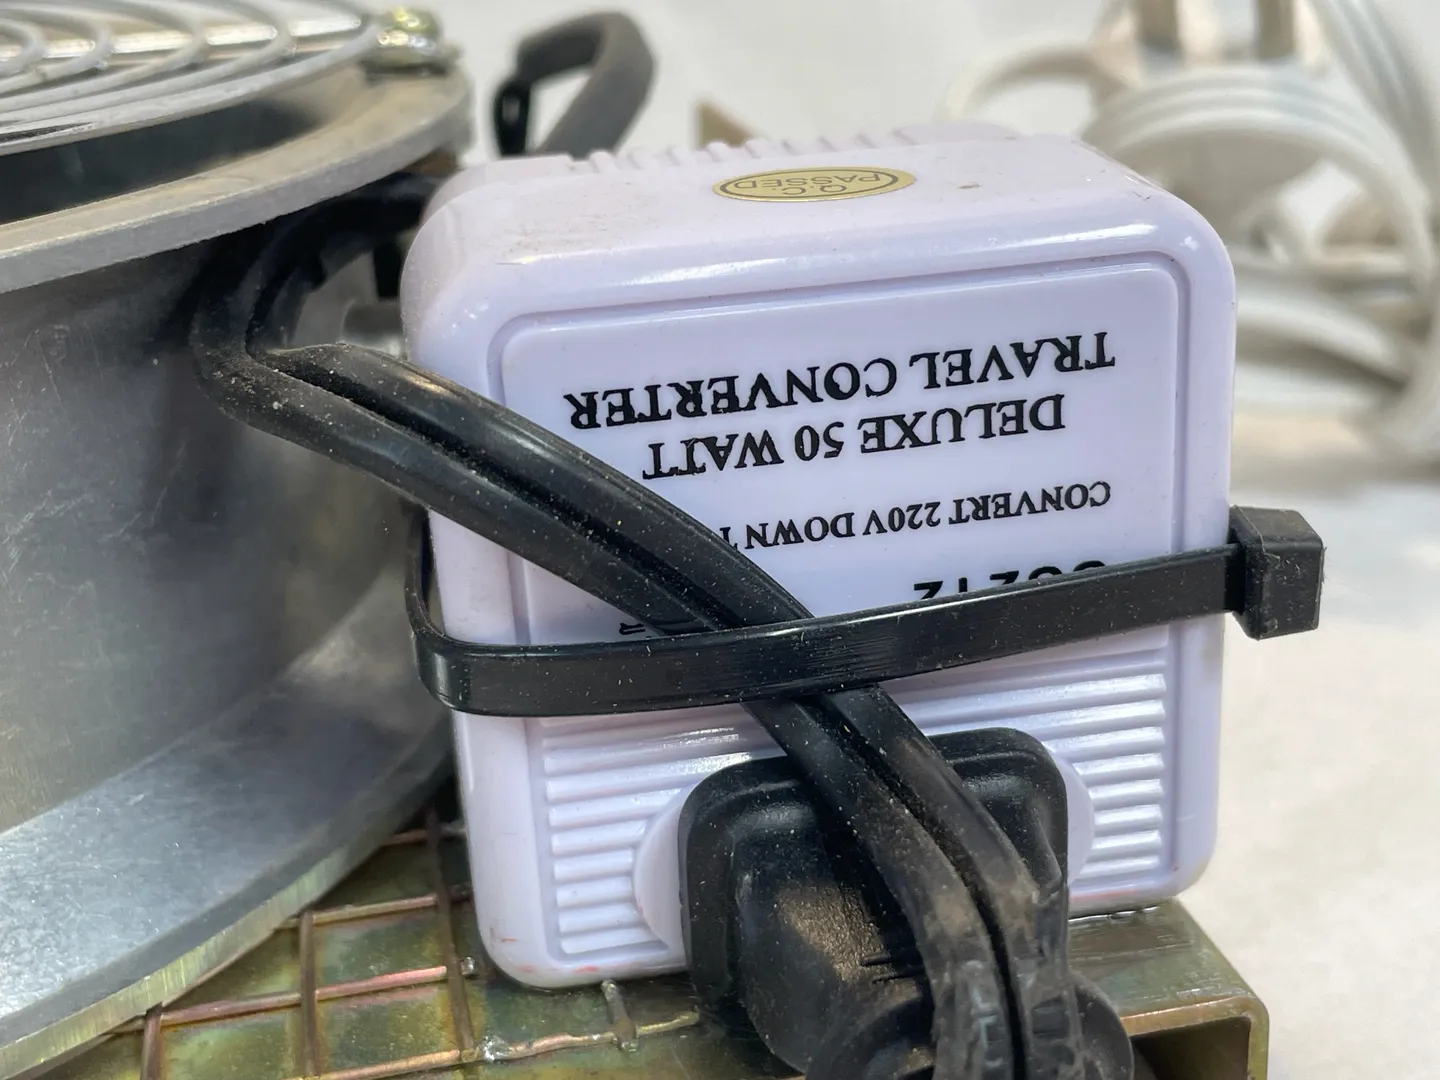 Q.C.
PASSED
TRAVEL CONVERTER
DELUXE 50 WATT
CONVERT 220V DOWN